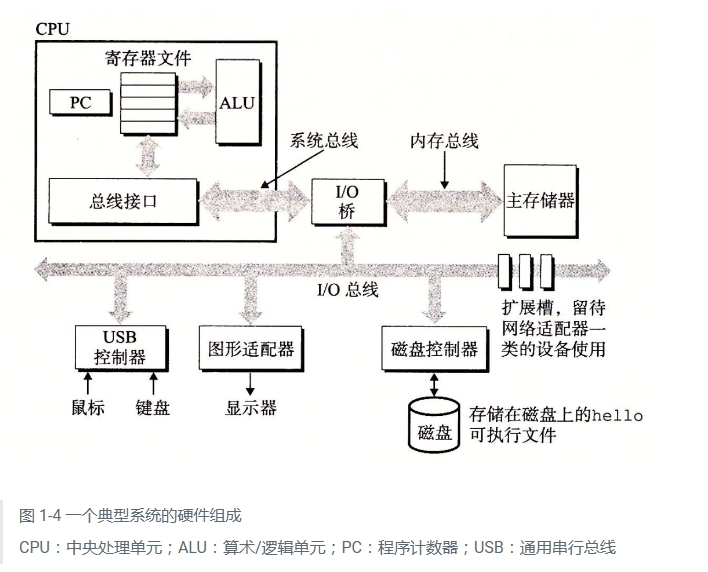 CPU
寄存器文件
PC
ALU
系统总线
内存总线
总线接口
I/O
桥
主存储器
I/O 总线
扩展槽，留待
网络适配器一
类的设备使用
USB
控制器
图形适配器
磁盘控制器
鼠标
键盘
显示器
磁盘
存储在磁盘上的hello
可执行文件
图 1-4 一个典型系统的硬件组成
CPU：中央处理单元；ALU：算术/逻辑单元；PC：程序计数器；USB：通用串行总线